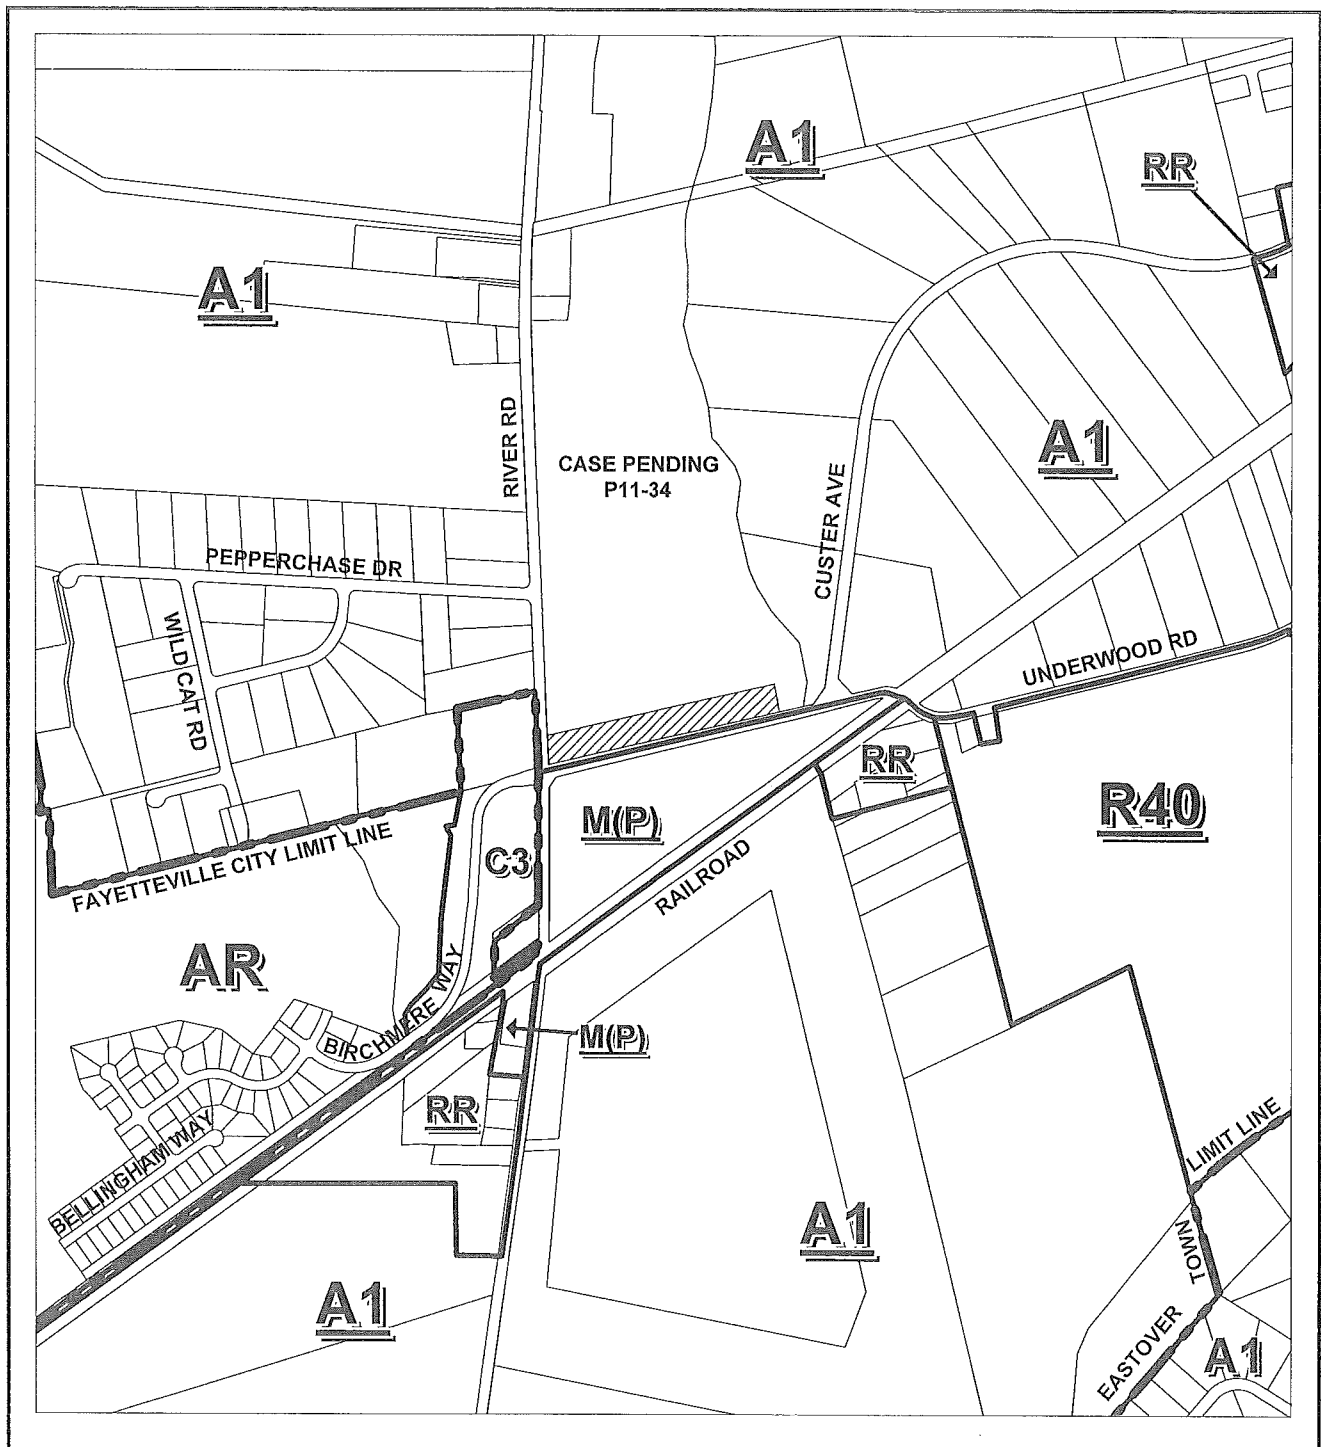 A1
RR
A1
RIVER RD
A1
CASE PENDING
P11-34
CUSTER AVE
PEPPERCHASE DR
WILD CAT RD
UNDERWOOD RD
RR
R40
M(P)
C3
FAYETTEVILLE CITY LIMIT LINE
RAILROAD
AR
BIRCHMERE WAY
M(P)
RR
BELLINGHAM WAY
LIMIT LINE
A1
TOWN
A1
EASTOVER
A1